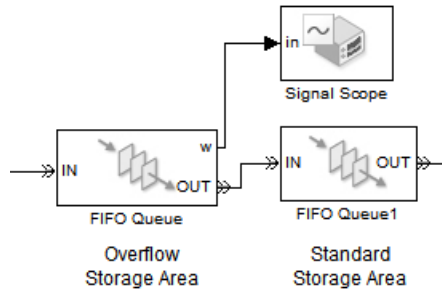 in
Signal Scope
w
IN
OUT
FIFO Queue
IN
OUT
FIFO Queue1
Overflow
Storage Area
Standard
Storage Area